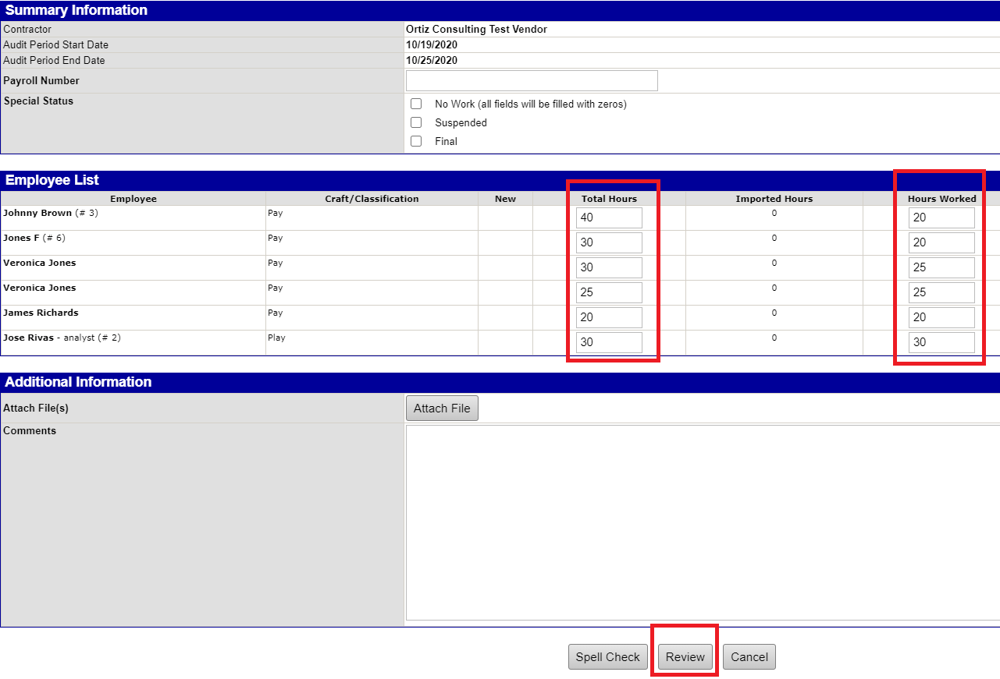 Summary Information
Contractor Ortiz Consulting Test Vendor
Audit Period Start Date 10/19/2020
Audit Period End Date 10/25/2020
Payroll Number
Special Status
No Work (all fields will be filled with zeros)
Suspended
Final
Employee List
Employee Craft/Classification New Total Hours Imported Hours Hours Worked
Johnny Brown (# 3) Pay 40 0 20
Jones F (# 6) Pay 30 0 20
Veronica Jones Pay 30 0 25
Veronica Jones Pay 25 0 25
James Richards Pay 20 0 20
Jose Rivas - analyst (# 2) Play 30 0 30
Additional Information
Attach File(s) Attach File
Comments
Spell Check Review Cancel